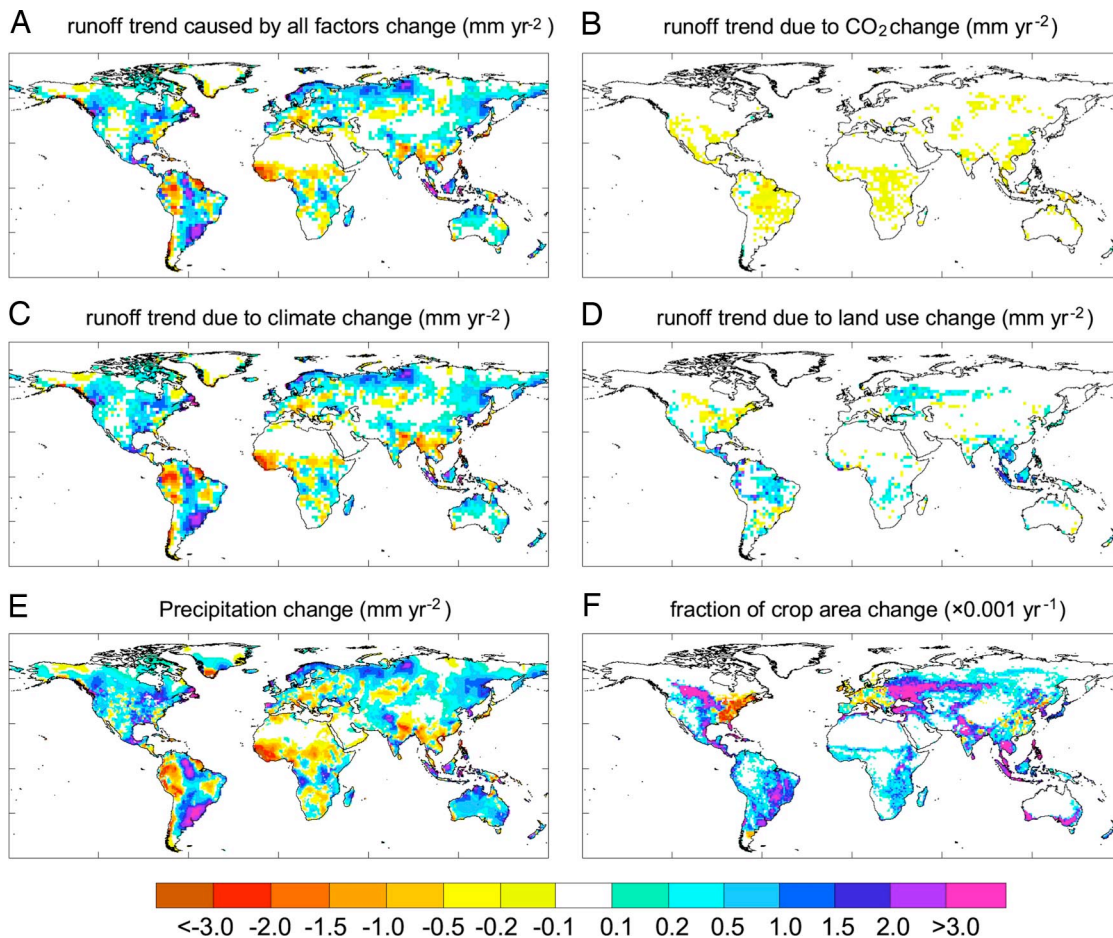 A runoff trend caused by all factors change (mm yr-2)
B runoff trend due to CO2 change (mm yr-2)
C runoff trend due to climate change (mm yr-2)
D runoff trend due to land use change (mm yr-2)
E Precipitation change (mm yr-2)
F fraction of crop area change (×0.001 yr-1)
<-3.0 -2.0 -1.5 -1.0 -0.5 -0.2 -0.1 0.1 0.2 0.5 1.0 1.5 2.0 >3.0